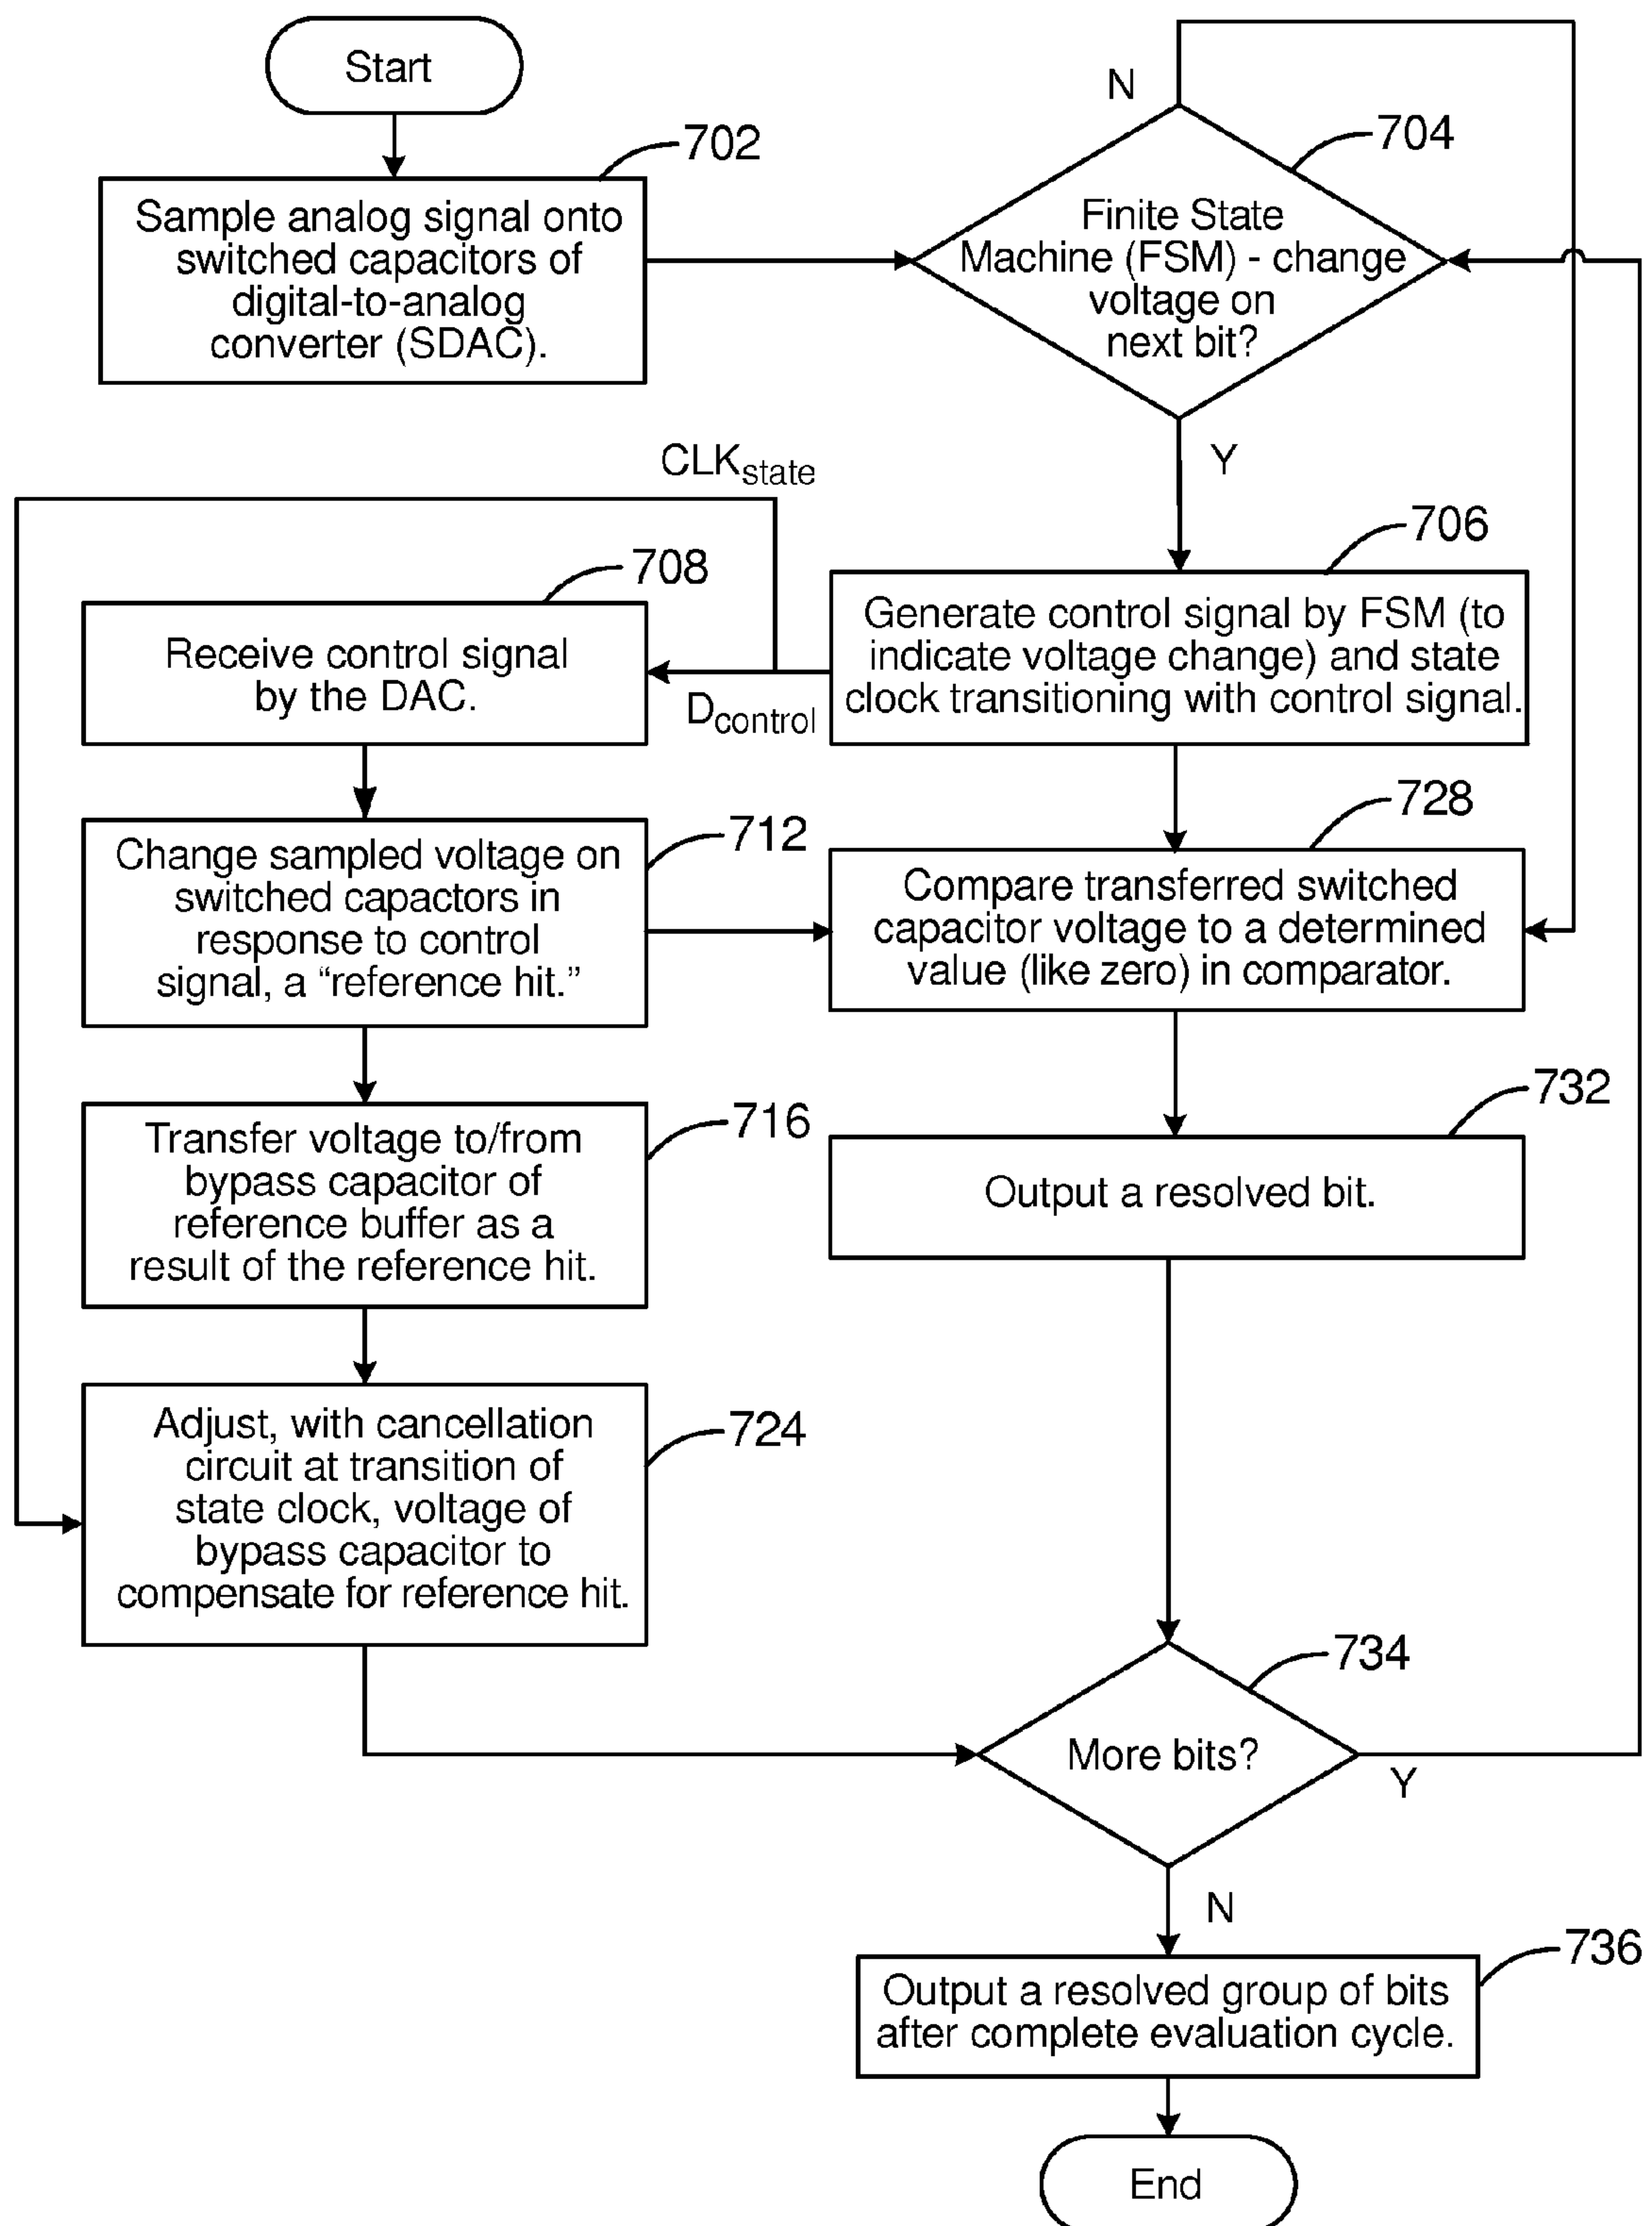 Start
702
Sample analog signal onto
switched capacitors of
digital-to-analog
converter (SDAC).
N
704
Finite State
Machine (FSM) - change
voltage on
next bit?
Y
CLKstate
706
Generate control signal by FSM (to
indicate voltage change) and state
clock transitioning with control signal.
708
Receive control signal
by the DAC.
Dcontrol
712
Change sampled voltage on
switched capactors in
response to control
signal, a “reference hit.”
728
Compare transferred switched
capacitor voltage to a determined
value (like zero) in comparator.
716
Transfer voltage to/from
bypass capacitor of
reference buffer as a
result of the reference hit.
732
Output a resolved bit.
724
Adjust, with cancellation
circuit at transition of
state clock, voltage of
bypass capacitor to
compensate for reference hit.
734
More bits?
Y
N
736
Output a resolved group of bits
after complete evaluation cycle.
End